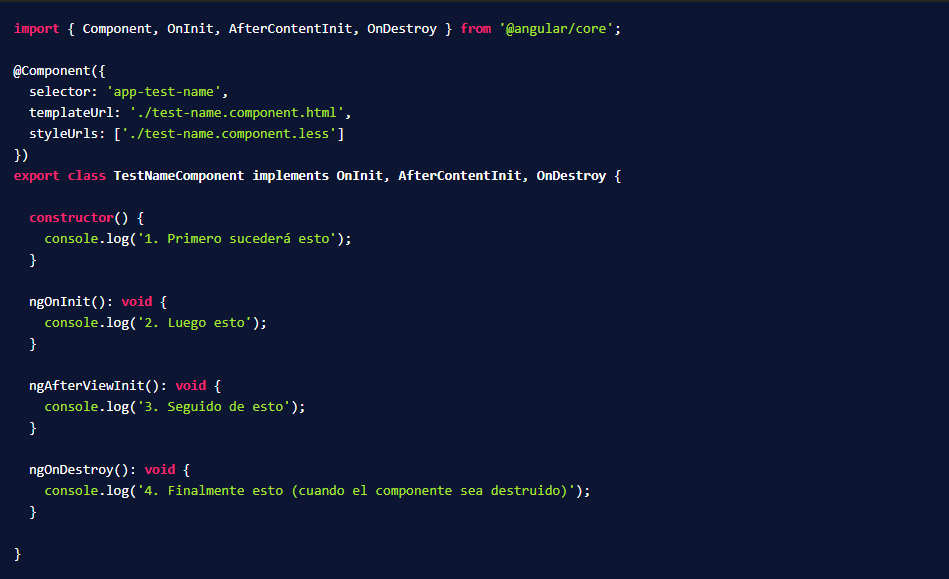 import { Component, OnInit, AfterContentInit, OnDestroy } from '@angular/core';
@Component({
selector: 'app-test-name',
templateUrl: './test-name.component.html',
styleUrls: ['./test-name.component.less']
})
export class TestNameComponent implements OnInit, AfterContentInit, OnDestroy {
constructor() {
console.log('1. Primero sucederá esto');
}
ngOnInit(): void {
console.log('2. Luego esto');
}
ngAfterViewInit(): void {
console.log('3. Seguido de esto');
}
ngOnDestroy(): void {
console.log('4. Finalmente esto (cuando el componente sea destruido)');
}
}